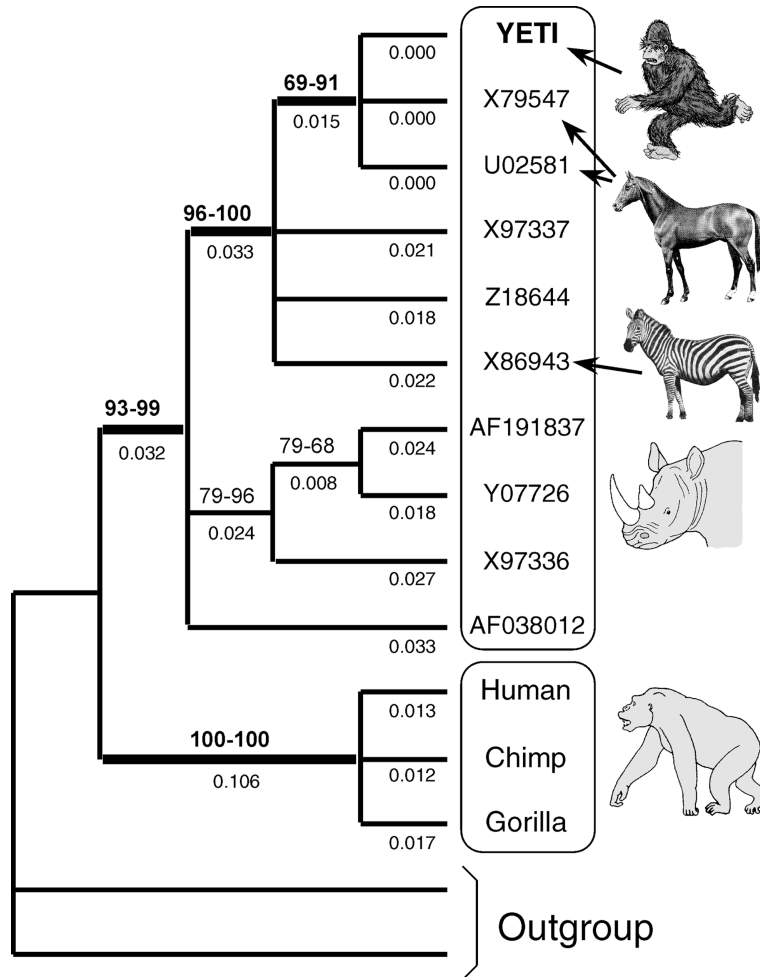 YETI
0.000
69-91
X79547
0.015
0.000
U02581
0.000
96-100
X97337
0.033
0.021
Z18644
0.018
X86943
0.022
93-99
AF191837
0.032
79-68
0.024
0.008
Y07726
79-96
0.018
0.024
X97336
0.027
AF038012
0.033
Human
0.013
100-100
Chimp
0.106
0.012
Gorilla
0.017
Outgroup